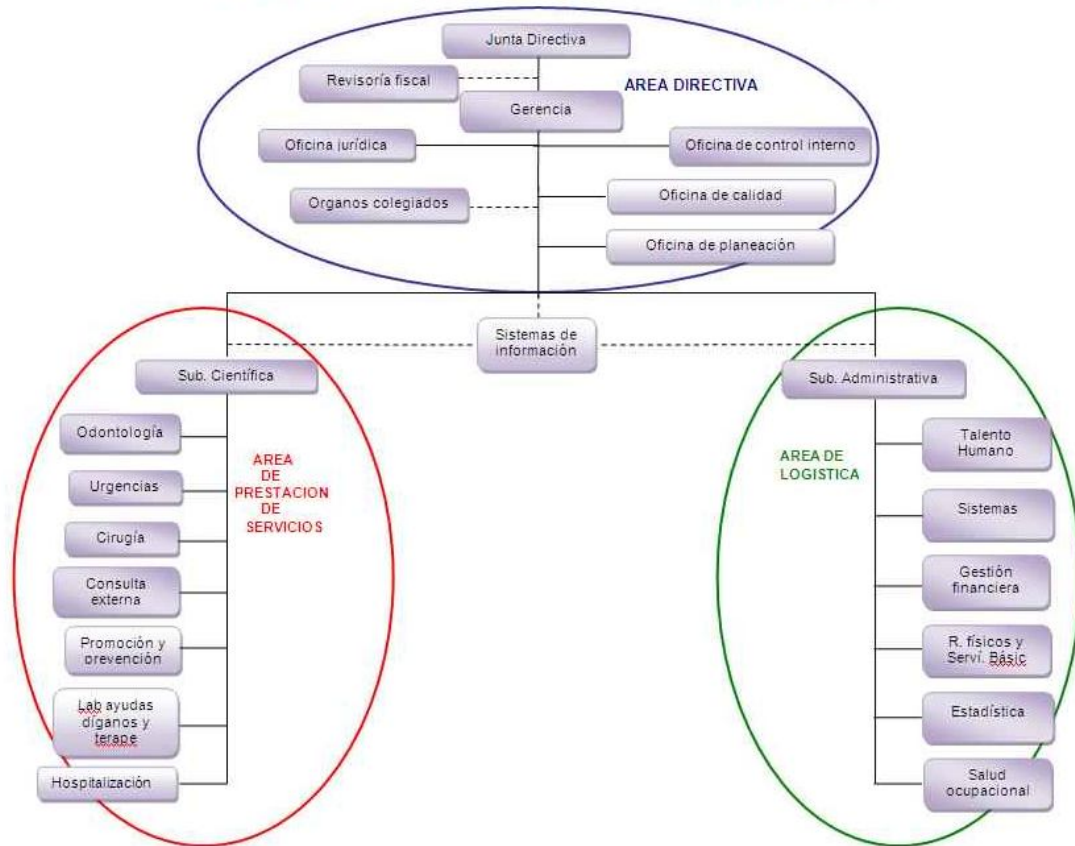 Junta Directiva
Revisoría fiscal
AREA DIRECTIVA
Gerencia
Oficina jurídica
Oficina de control interno
Organos colegiados
Oficina de calidad
Oficina de planeación
Sistemas de
información
Sub. Científica
Odontología
Urgencias
Cirugía
Consulta
externa
Promoción y
prevención
Lab ayudas
díganos y
terape
Hospitalización
AREA
DE
PRESTACION
DE
SERVICIOS
Sub. Administrativa
AREA DE
LOGISTICA
Talento
Humano
Sistemas
Gestión
financiera
R. físicos y
Serví. Básic
Estadística
Salud
ocupacional